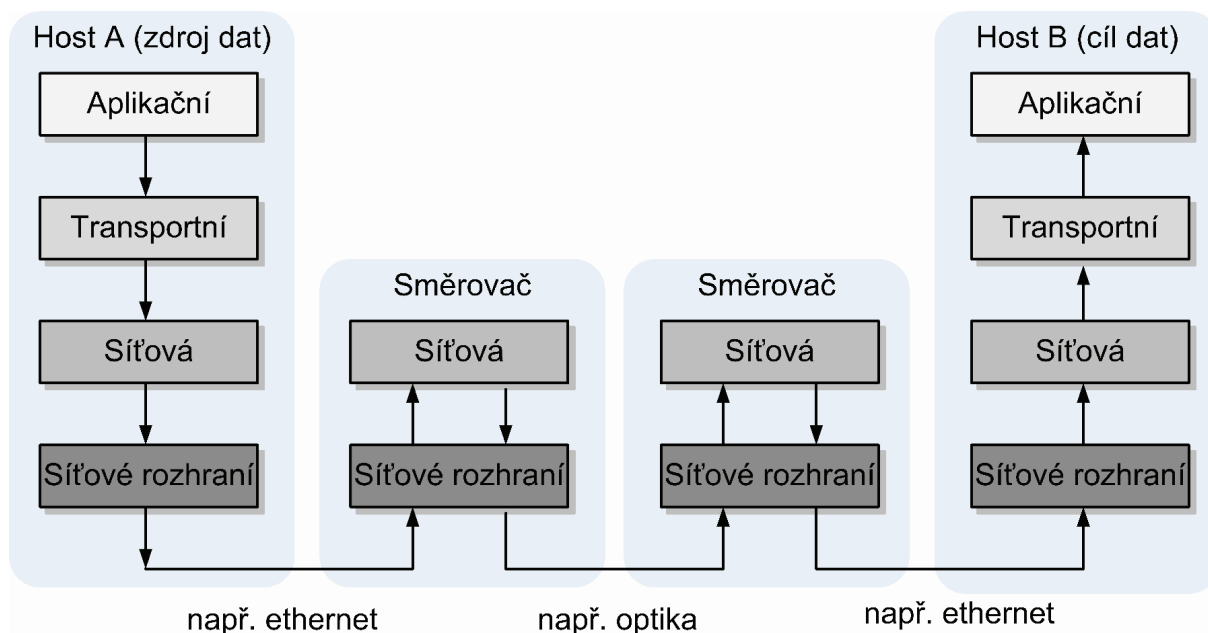 Host A (zdroj dat)
Host B (cíl dat)
Aplikační
Aplikační
Transportní
Transportní
Směrovač
Směrovač
Síťová
Síťová
Síťová
Síťová
Síťové rozhraní
Síťové rozhraní
Síťové rozhraní
Síťové rozhraní
např. ethernet
např. optika
např. ethernet